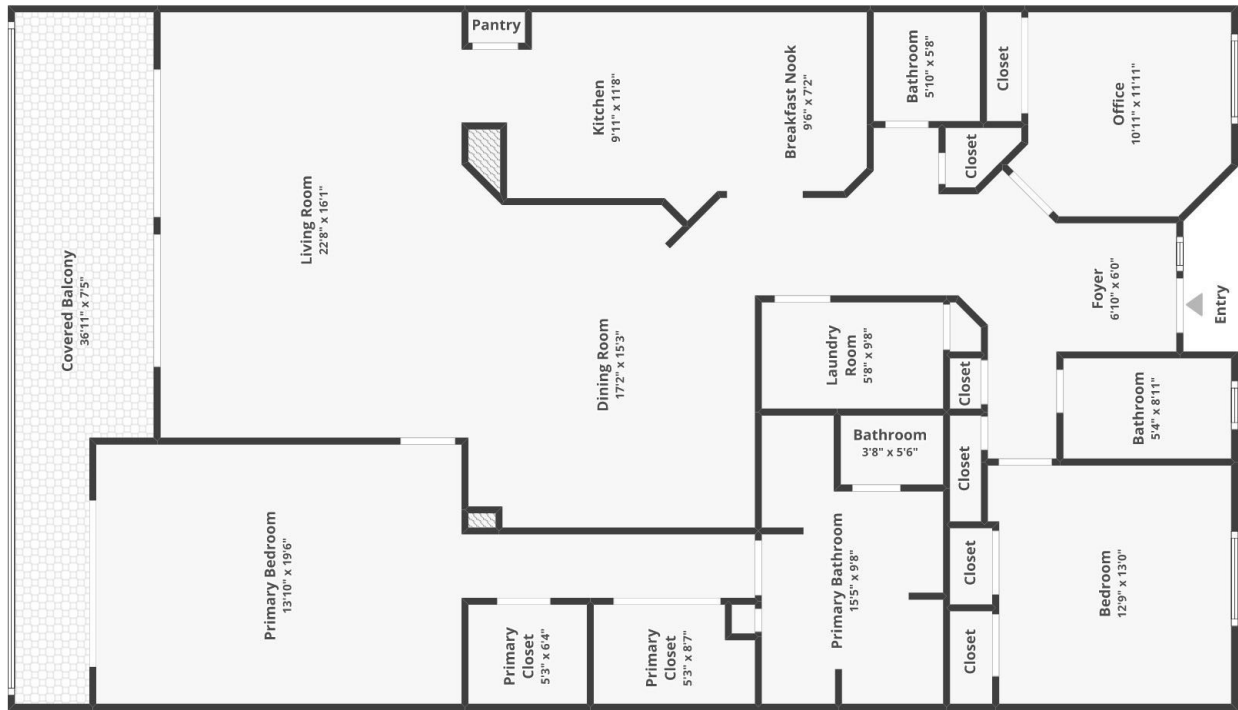 Pantry
Kitchen
9'11" x 11'8"
Breakfast Nook
9'6" x 7'2"
Bathroom
5'10" x 5'8"
Closet
Office
10'11" x 11'11"
Closet
Living Room
22'8" x 16'1"
Covered Balcony
36'11" x 7'5"
Dining Room
17'2" x 15'3"
Foyer
6'10" x 6'0"
Entry
Laundry
Room
5'8" x 9'8"
Closet
Bathroom
5'4" x 8'11"
Bathroom
3'8" x 5'6"
Closet
Primary Bedroom
13'10" x 19'6"
Primary Bathroom
15'5" x 9'8"
Closet
Bedroom
12'9" x 13'0"
Primary
Closet
5'3" x 6'4"
Primary
Closet
5'3" x 8'7"
Closet